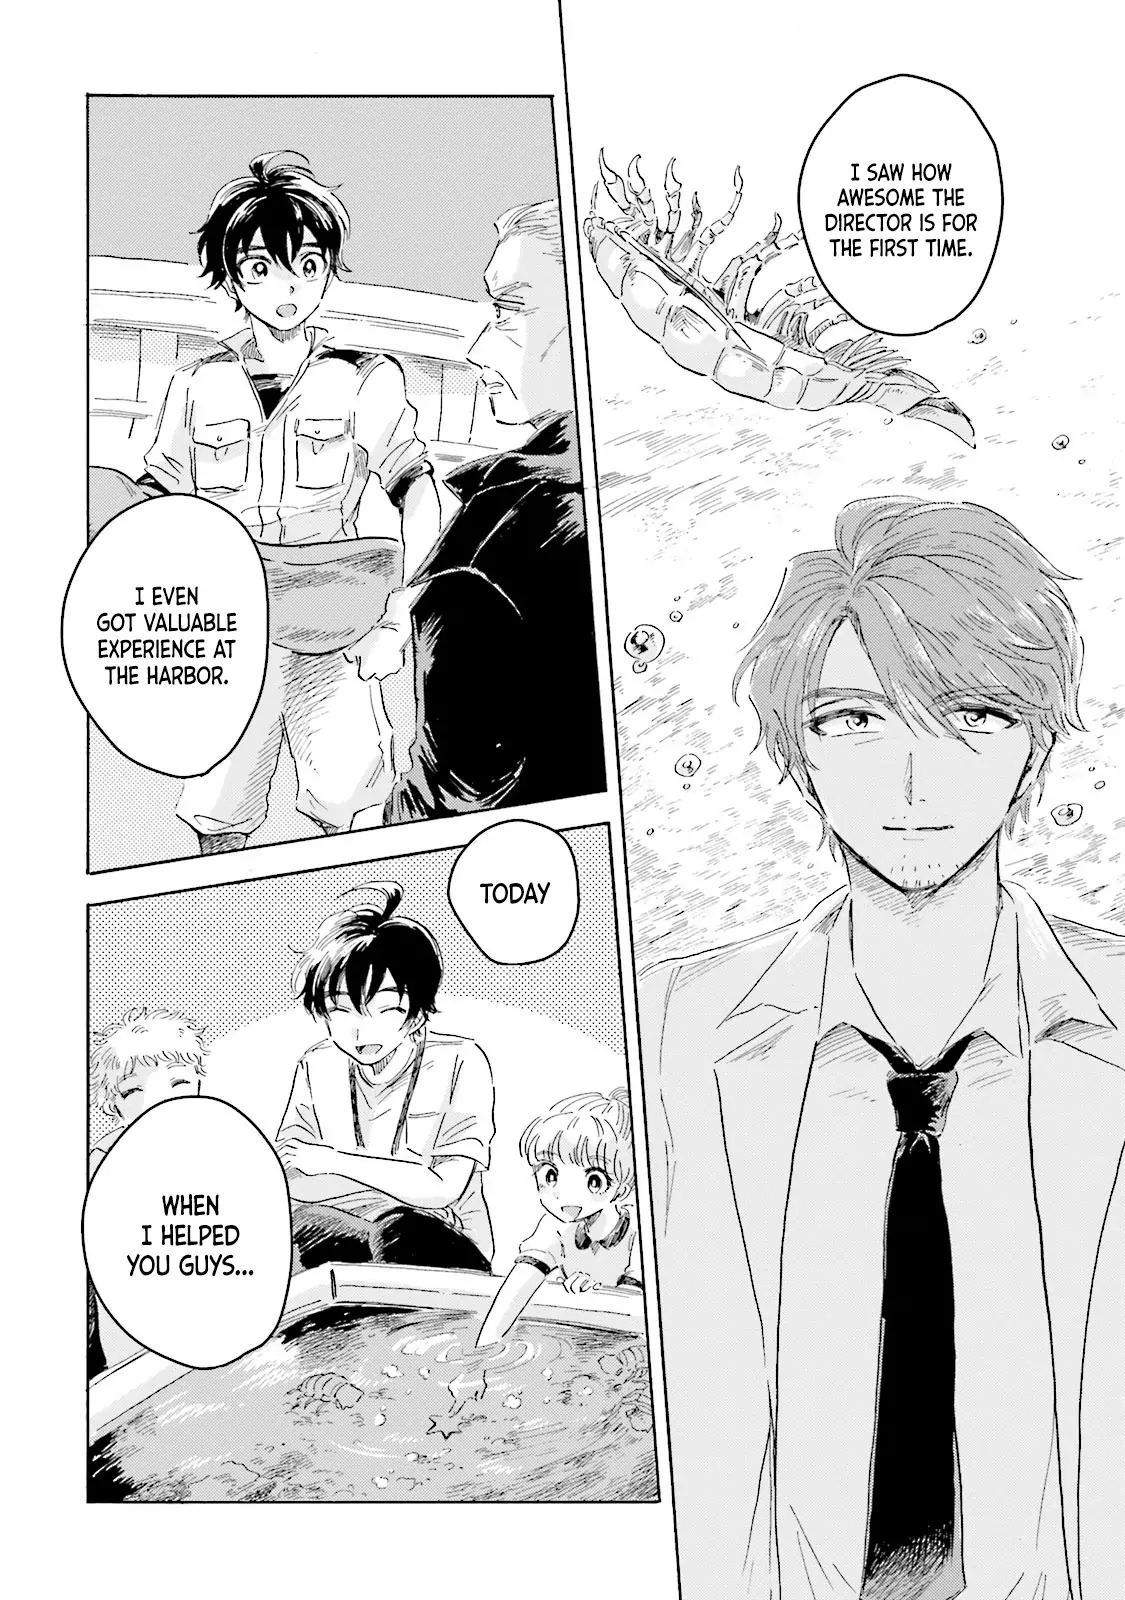 I SAW HOW
AWESOME THE
DIRECTOR IS FOR
THE FIRST TIME.
I EVEN
GOT VALUABLE
EXPERIENCE AT
THE HARBOR.
TODAY
WHEN
I HELPED
YOU GUYS...